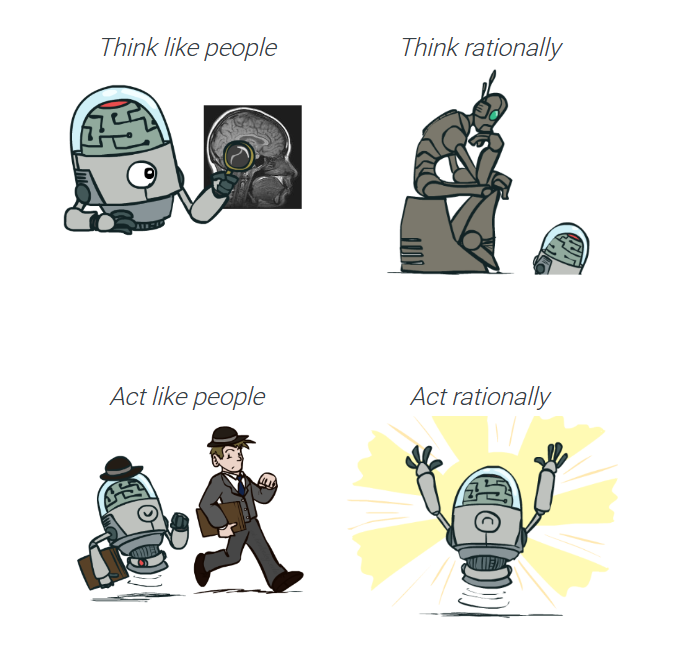 Think like people
Think rationally
Act like people
Act rationally